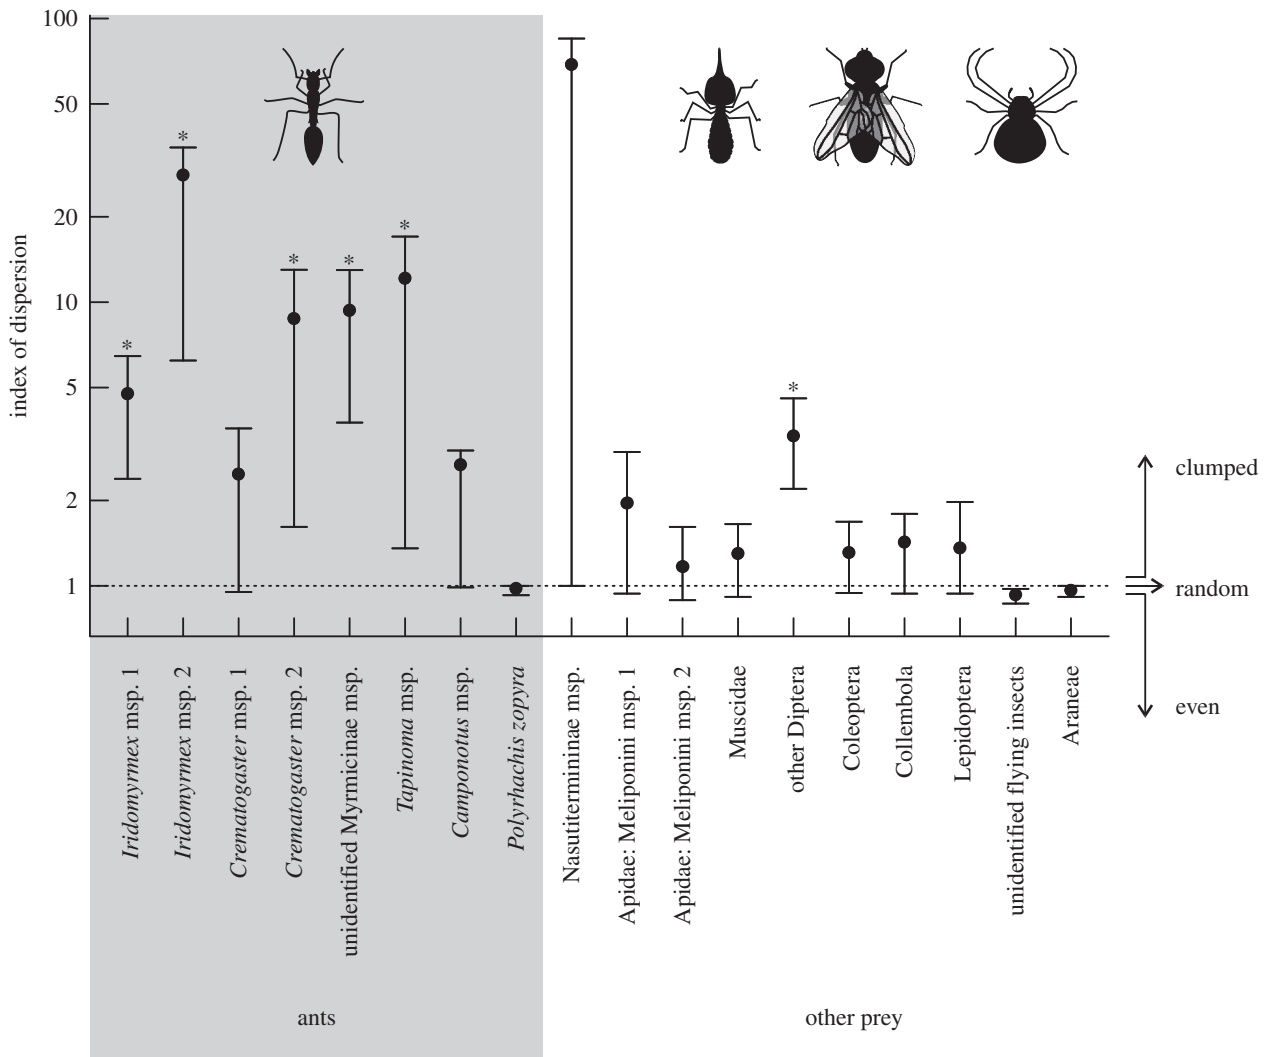 100
50
20
10
5
2
1
index of dispersion
*
*
*
*
*
*
clumped
random
even
Iridomyrmex msp. 1
Iridomyrmex msp. 2
Crematogaster msp. 1
Crematogaster msp. 2
unidentified Myrmicinae msp.
Tapinoma msp.
Camponotus msp.
Polyrhachis zopyra
Nasutitermininae msp.
Apidae: Meliponini msp. 1
Apidae: Meliponini msp. 2
Muscidae
other Diptera
Coleoptera
Collembola
Lepidoptera
unidentified flying insects
Araneae
ants
other prey